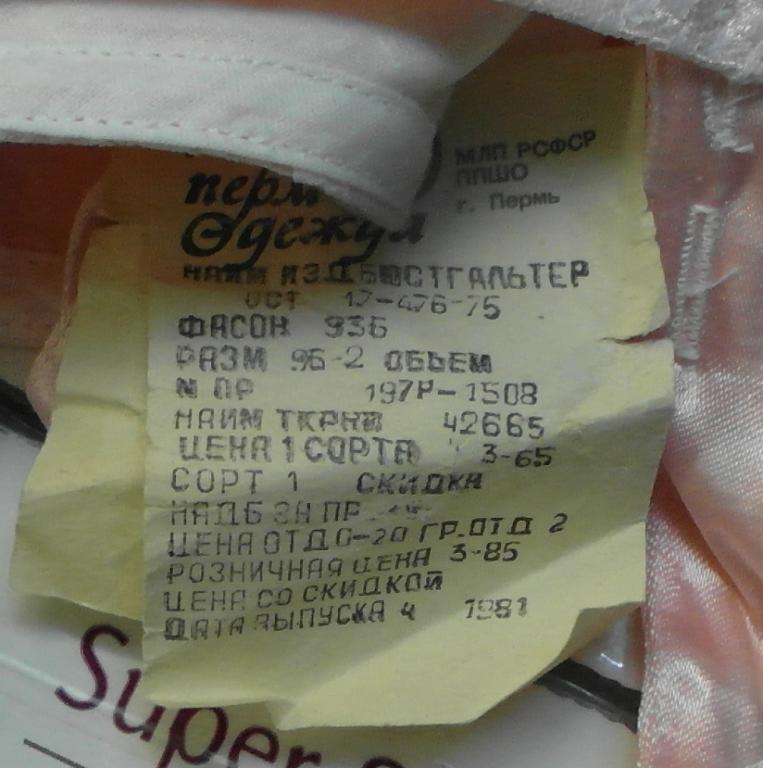 МЛП РСФСР
ППШО
г. Пермь
перм
Одежда
НАИМ ИЗД БЮСТГАЛЬТЕР
ОСТ 17-476-75
ФАСОН 936
РАЗМ 96-2 ОБЪЕМ
N ПР 197Р-1508
НАИМ ТКАНИ 42665
ЦЕНА 1 СОРТА 3-65
СОРТ 1 СКИДКА
НАДБ ЗА ПР
ЦЕНА ОТД 0-20 ГР.ОТД 2
РОЗНИЧНАЯ ЦЕНА 3-85
ЦЕНА СО СКИДКОЙ
ДАТА ВЫПУСКА 4 1981
Super